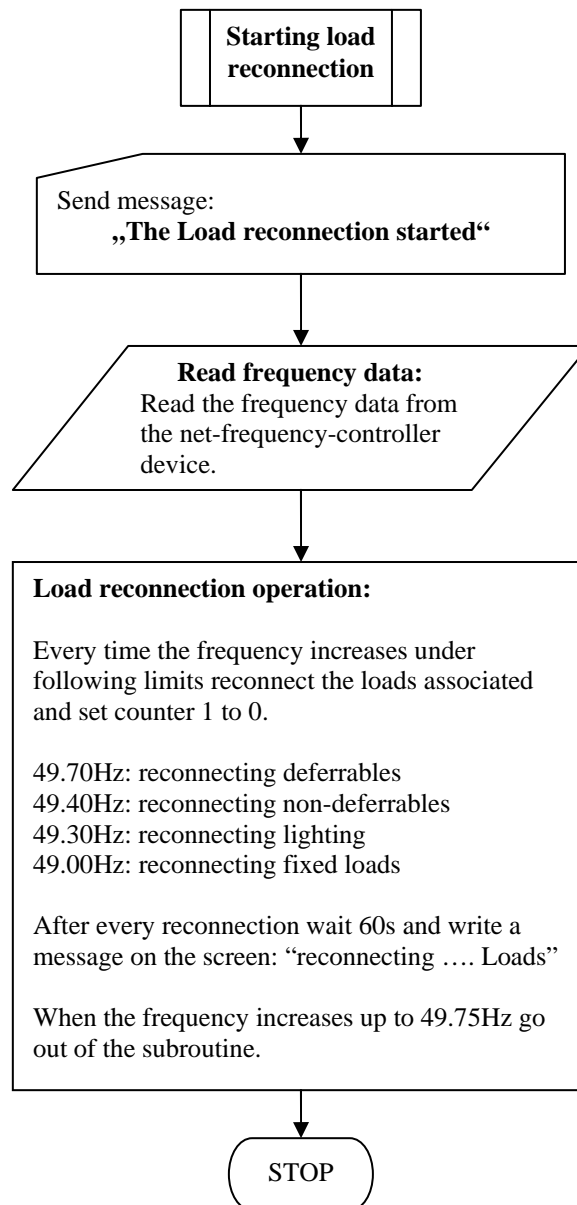 Starting load
reconnection
Send message:
„The Load reconnection started“
Read frequency data:
Read the frequency data from
the net-frequency-controller
device.
Load reconnection operation:
Every time the frequency increases under
following limits reconnect the loads associated
and set counter 1 to 0.
49.70Hz: reconnecting deferrables
49.40Hz: reconnecting non-deferrables
49.30Hz: reconnecting lighting
49.00Hz: reconnecting fixed loads
After every reconnection wait 60s and write a
message on the screen: “reconnecting …. Loads”
When the frequency increases up to 49.75Hz go
out of the subroutine.
STOP